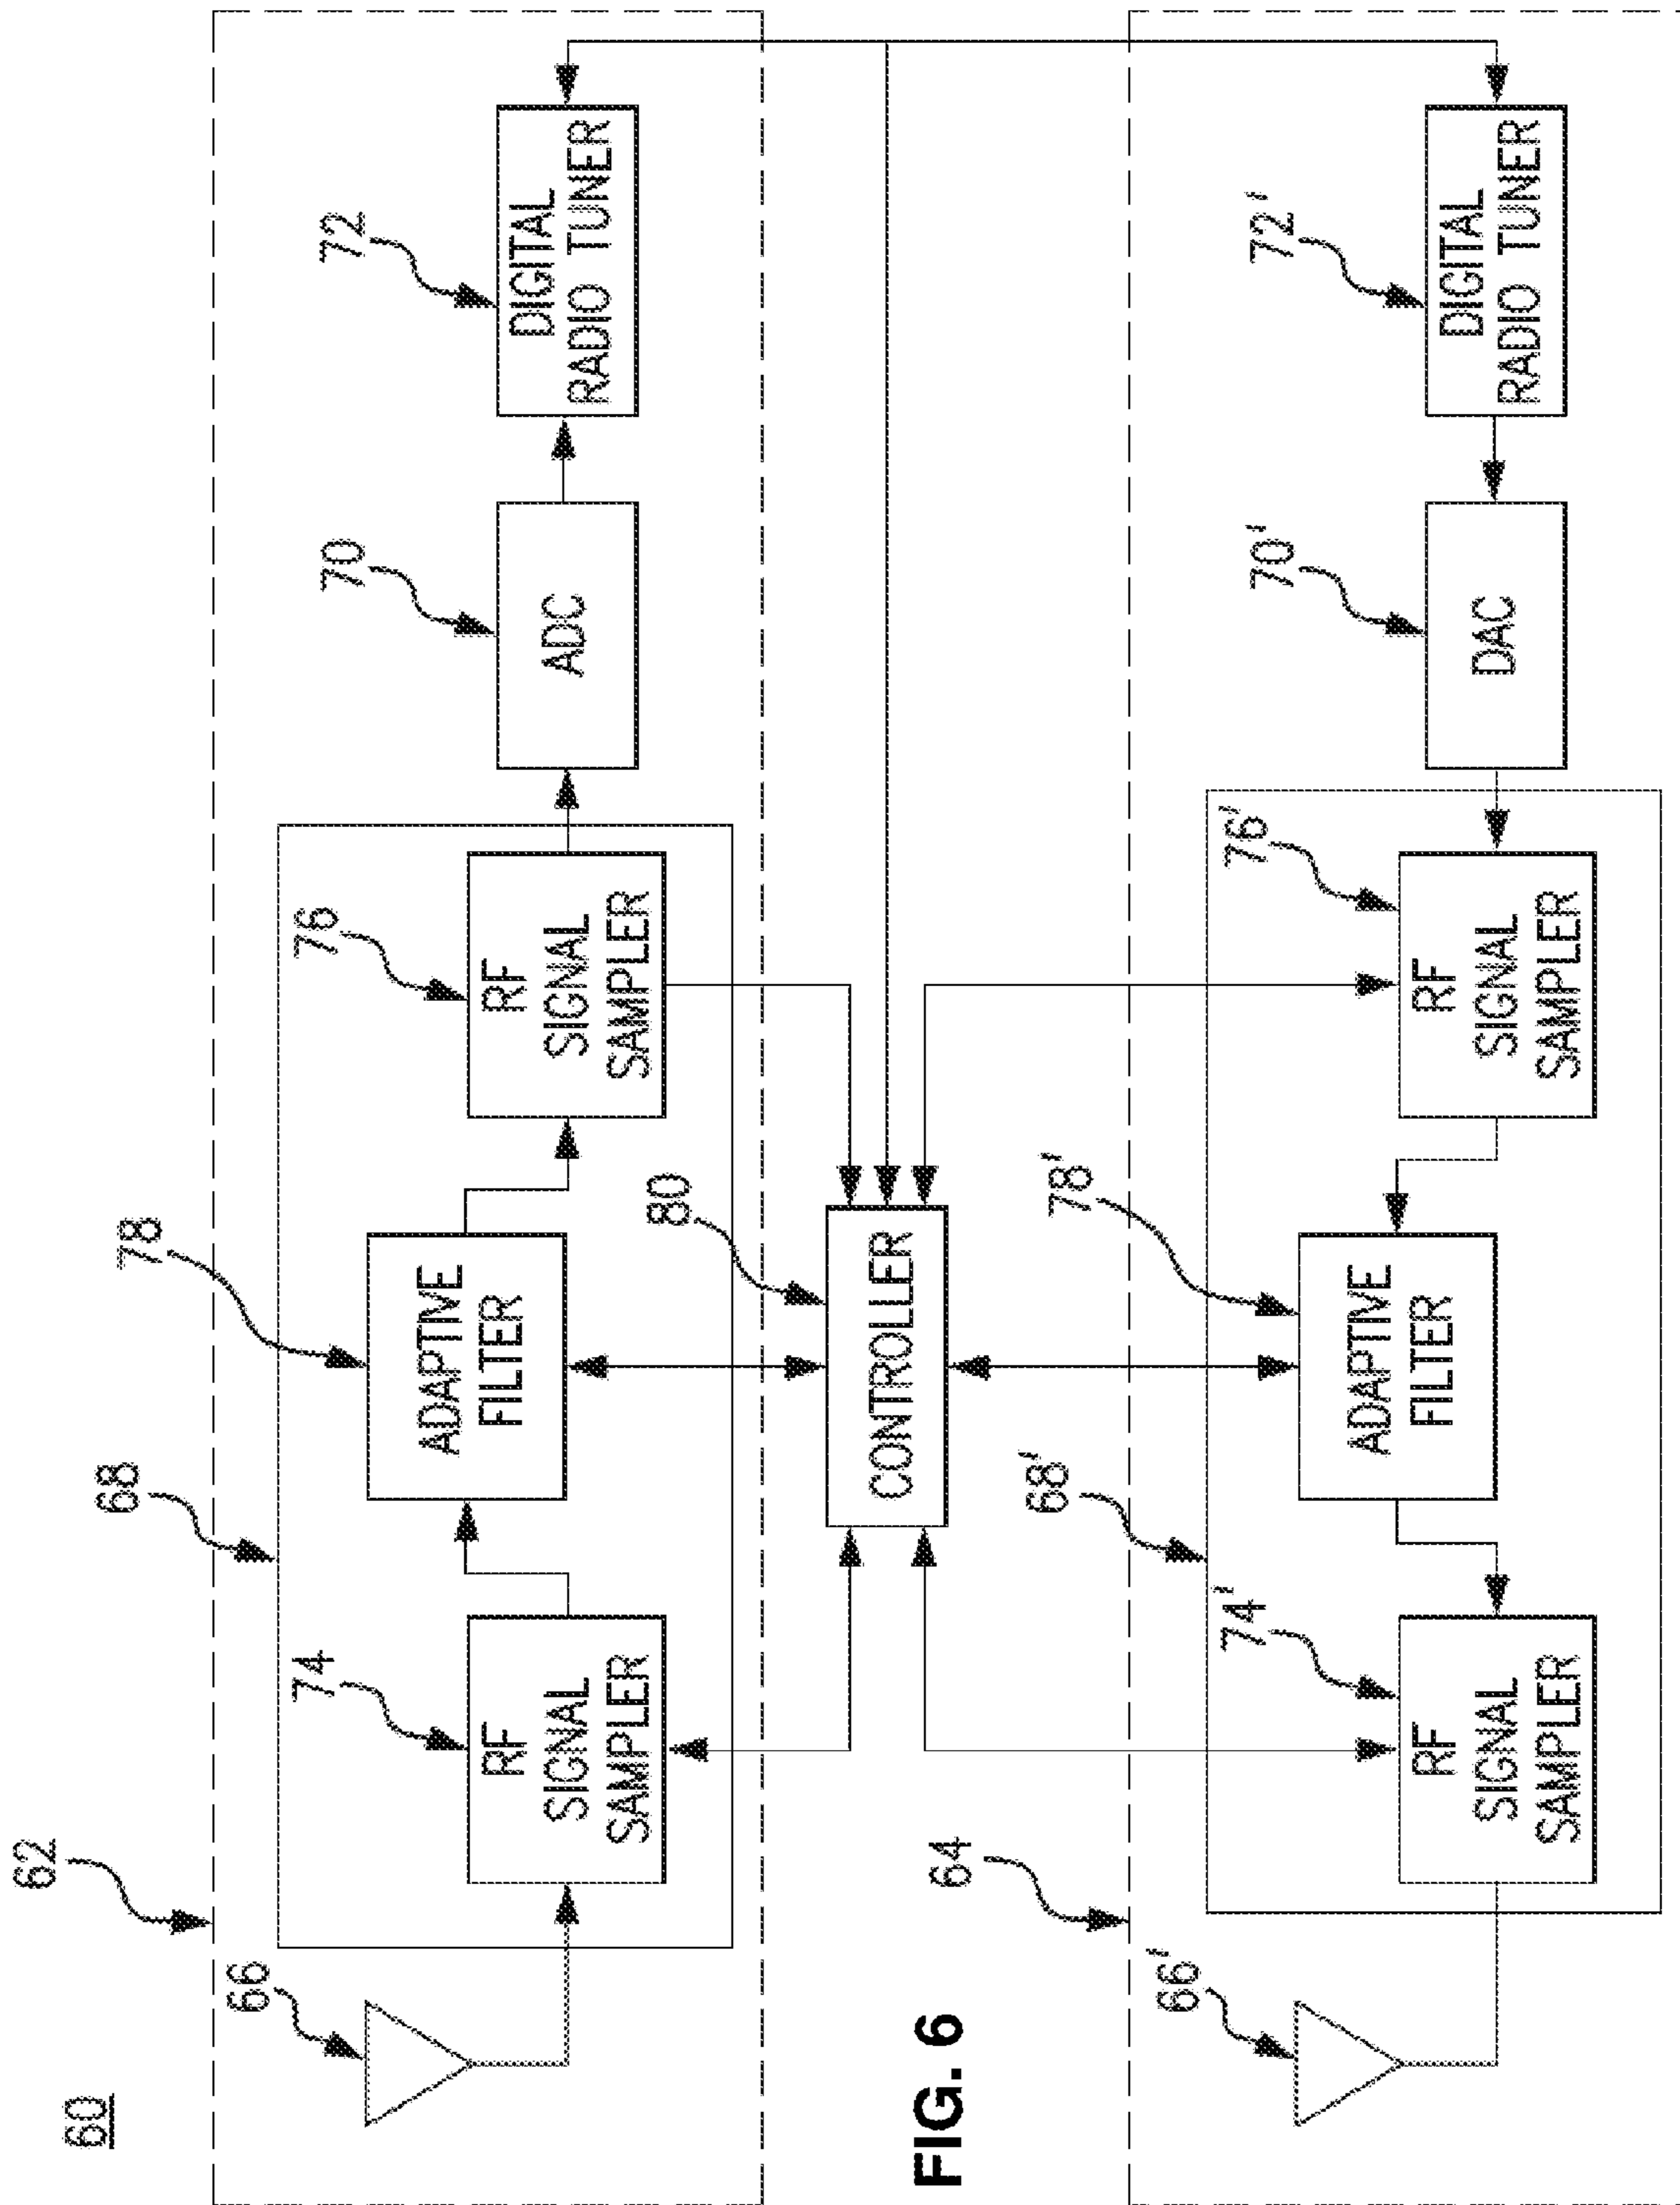 60
62
66
68
74
RF
SIGNAL
SAMPLER
78
ADAPTIVE
FILTER
76
RF
SIGNAL
SAMPLER
70
ADC
72
DIGITAL
RADIO TUNER
80
CONTROLLER
FIG. 6
64
66'
68'
74'
RF
SIGNAL
SAMPLER
78'
ADAPTIVE
FILTER
76'
RF
SIGNAL
SAMPLER
70'
DAC
72'
DIGITAL
RADIO TUNER